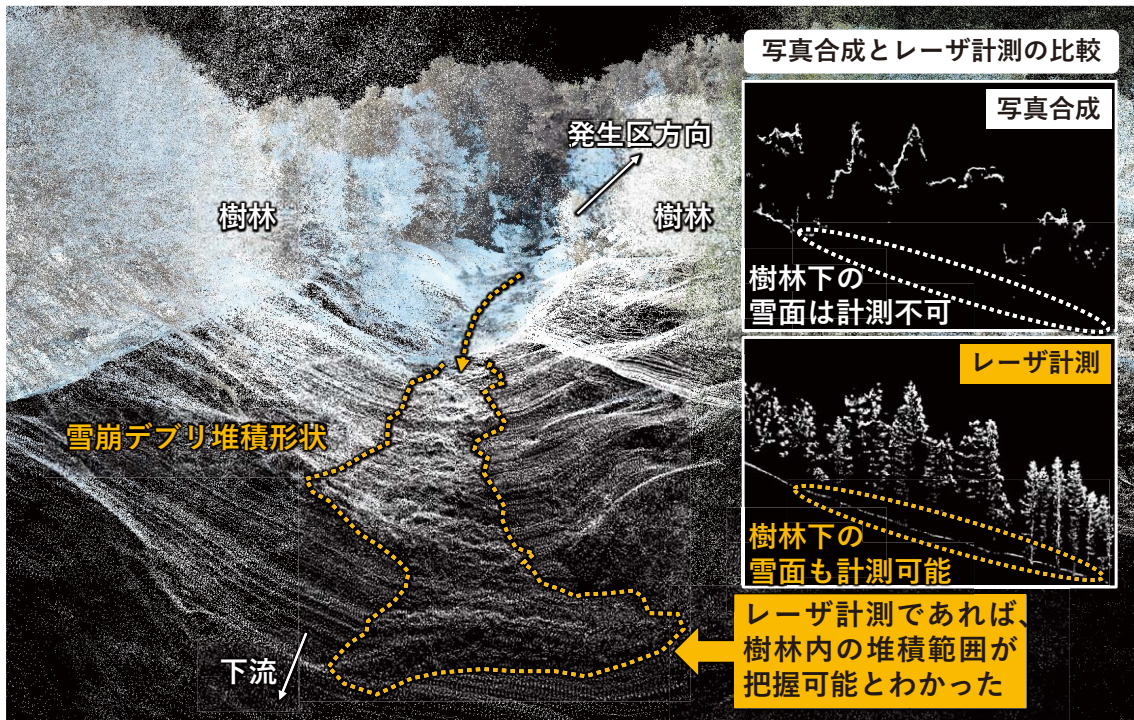 写真合成とレーザ計測の比較
写真合成
発生区方向
樹林
樹林
樹林下の
雪面は計測不可
レーザ計測
雪崩デブリ堆積形状
樹林下の
雪面も計測可能
レーザ計測であれば、
樹林内の堆積範囲が
把握可能とわかった
下流